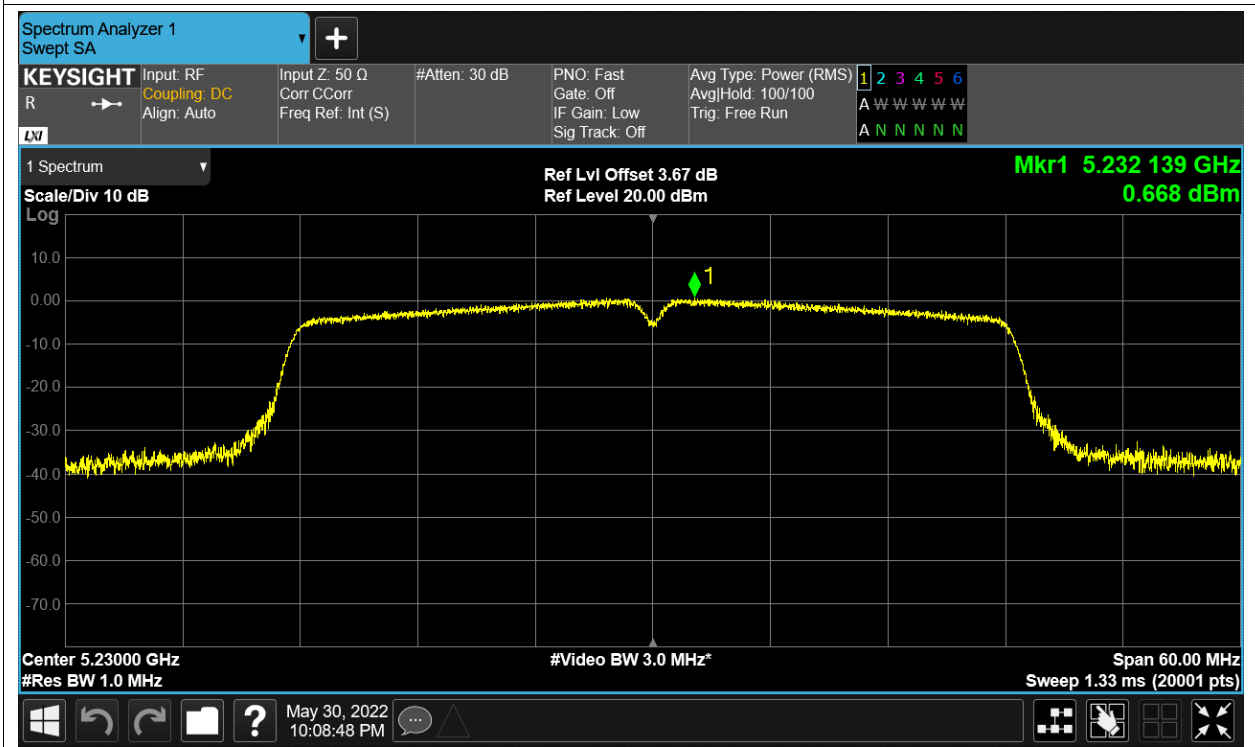 Spectrum Analyzer 1
Swept SA
KEYSIGHT
R
LXI
Input: RF
Coupling: DC
Align: Auto
Input Z: 50 Ω
Corr CCorr
Freq Ref: Int (S)
#Atten: 30 dB
PNO: Fast
Gate: Off
IF Gain: Low
Sig Track: Off
Avg Type: Power (RMS)
Avg|Hold: 100/100
Trig: Free Run
1 2 3 4 5 6
A W W W W W
A N N N N N
1 Spectrum
Scale/Div 10 dB
Ref Lvl Offset 3.67 dB
Ref Level 20.00 dBm
Mkr1 5.232 139 GHz
0.668 dBm
Log
10.0
0.00
-10.0
-20.0
-30.0
-40.0
-50.0
-60.0
-70.0
1
Center 5.23000 GHz
#Res BW 1.0 MHz
#Video BW 3.0 MHz*
Span 60.00 MHz
Sweep 1.33 ms (20001 pts)
?
May 30, 2022
10:08:48 PM